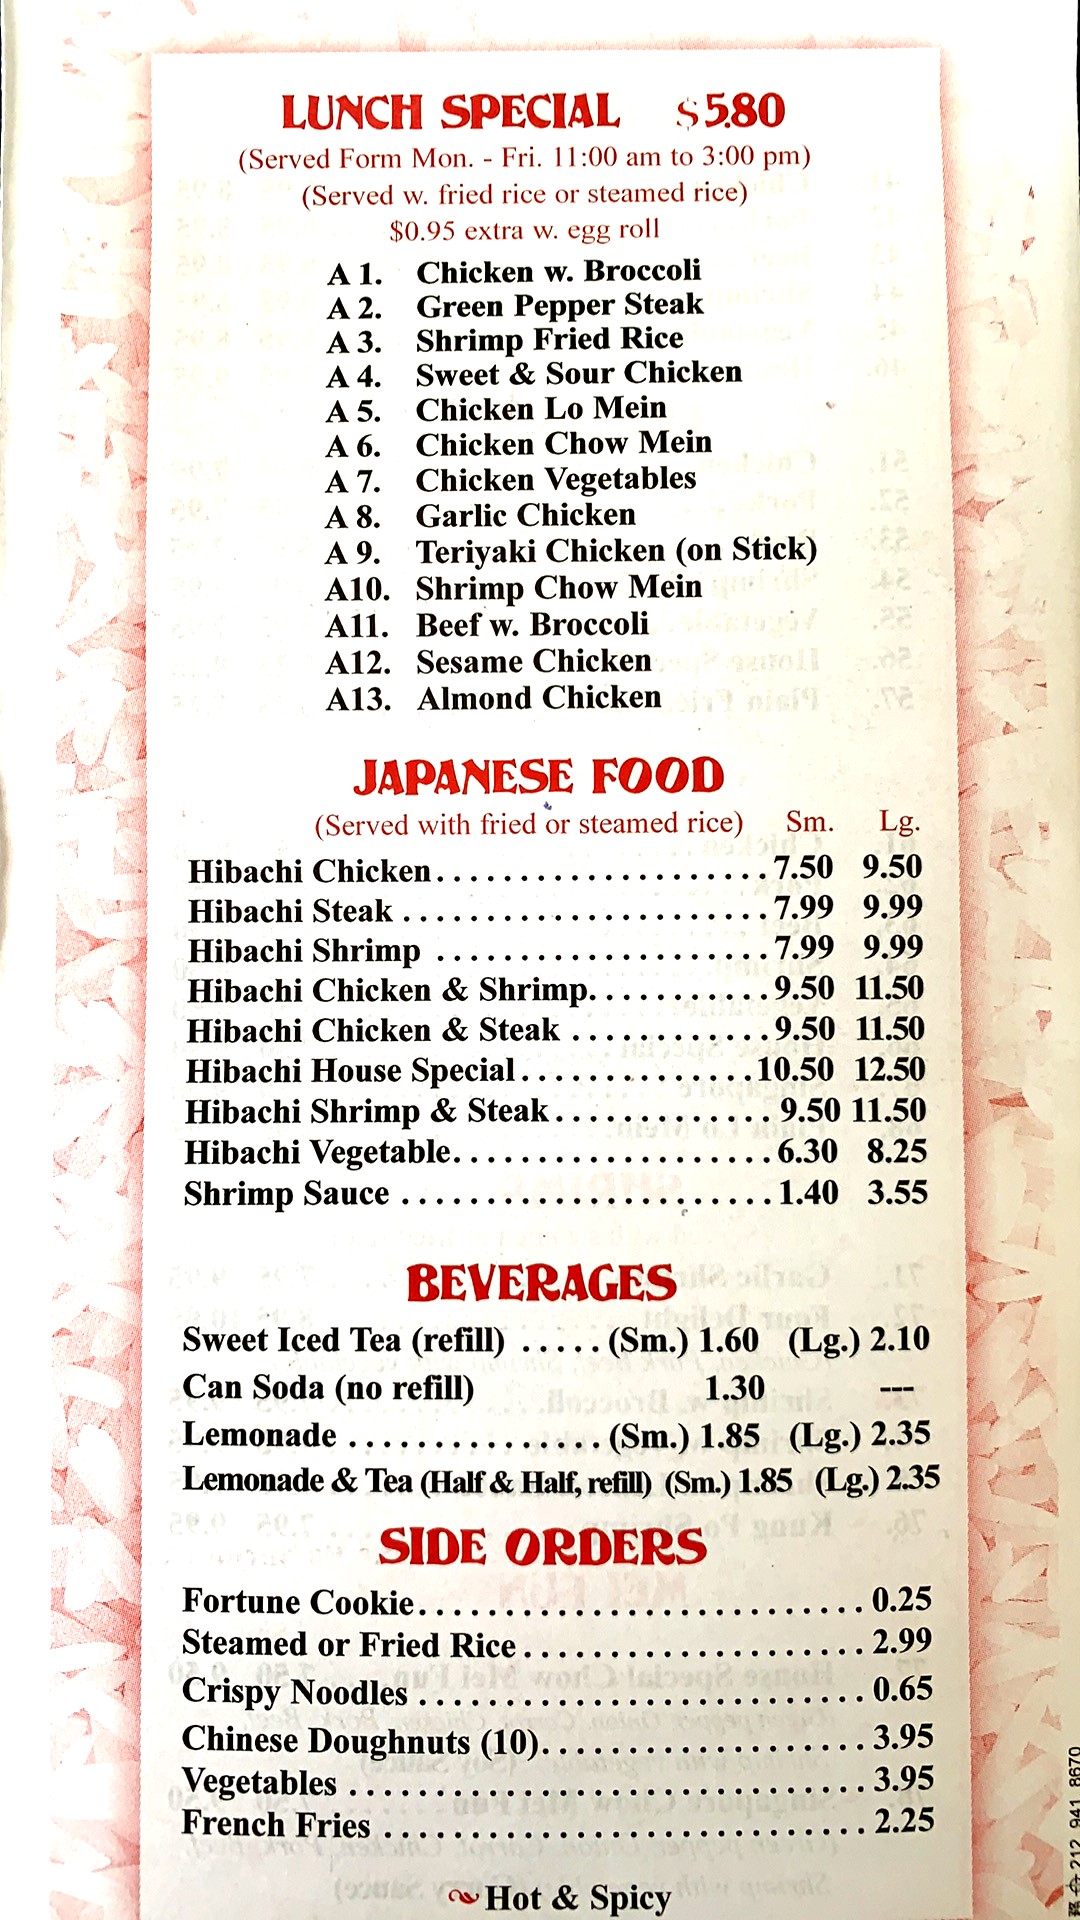 LUNCH SPECIAL $5.80
(Served Form Mon. - Fri. 11:00 am to 3:00 pm)
(Served w. fried rice or steamed rice)
$0.95 extra w. egg roll
A 1. Chicken w. Broccoli
A 2. Green Pepper Steak
A 3. Shrimp Fried Rice
A 4. Sweet & Sour Chicken
A 5. Chicken Lo Mein
A 6. Chicken Chow Mein
A 7. Chicken Vegetables
A 8. Garlic Chicken
A 9. Teriyaki Chicken (on Stick)
A10. Shrimp Chow Mein
A11. Beef w. Broccoli
A12. Sesame Chicken
A13. Almond Chicken
JAPANESE FOOD
(Served with fried or steamed rice) Sm. Lg.
Hibachi Chicken.................... 7.50 9.50
Hibachi Steak ...................... 7.99 9.99
Hibachi Shrimp .................... 7.99 9.99
Hibachi Chicken & Shrimp........... 9.50 11.50
Hibachi Chicken & Steak ............ 9.50 11.50
Hibachi House Special.............. 10.50 12.50
Hibachi Shrimp & Steak............. 9.50 11.50
Hibachi Vegetable................... 6.30 8.25
Shrimp Sauce ....................... 1.40 3.55
BEVERAGES
Sweet Iced Tea (refill) ..... (Sm.) 1.60 (Lg.) 2.10
Can Soda (no refill) 1.30 ---
Lemonade ............... (Sm.) 1.85 (Lg.) 2.35
Lemonade & Tea (Half & Half, refill) (Sm.) 1.85 (Lg.) 2.35
SIDE ORDERS
Fortune Cookie........................... 0.25
Steamed or Fried Rice..................... 2.99
Crispy Noodles ........................... 0.65
Chinese Doughnuts (10).................... 3.95
Vegetables ............................... 3.95
French Fries ............................. 2.25
Hot & Spicy
212 941 8670